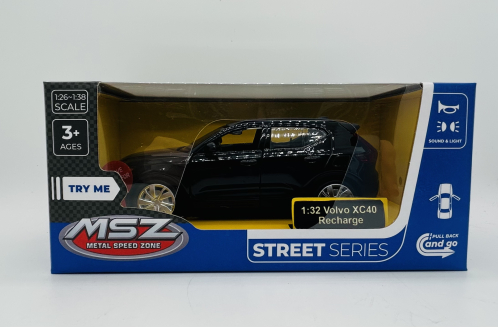 1:26~1:38
SCALE
3+
AGES
TRY ME
MSZ
METAL SPEED ZONE
1:32 Volvo XC40
Recharge
STREET SERIES
SOUND & LIGHT
PULL BACK
and go